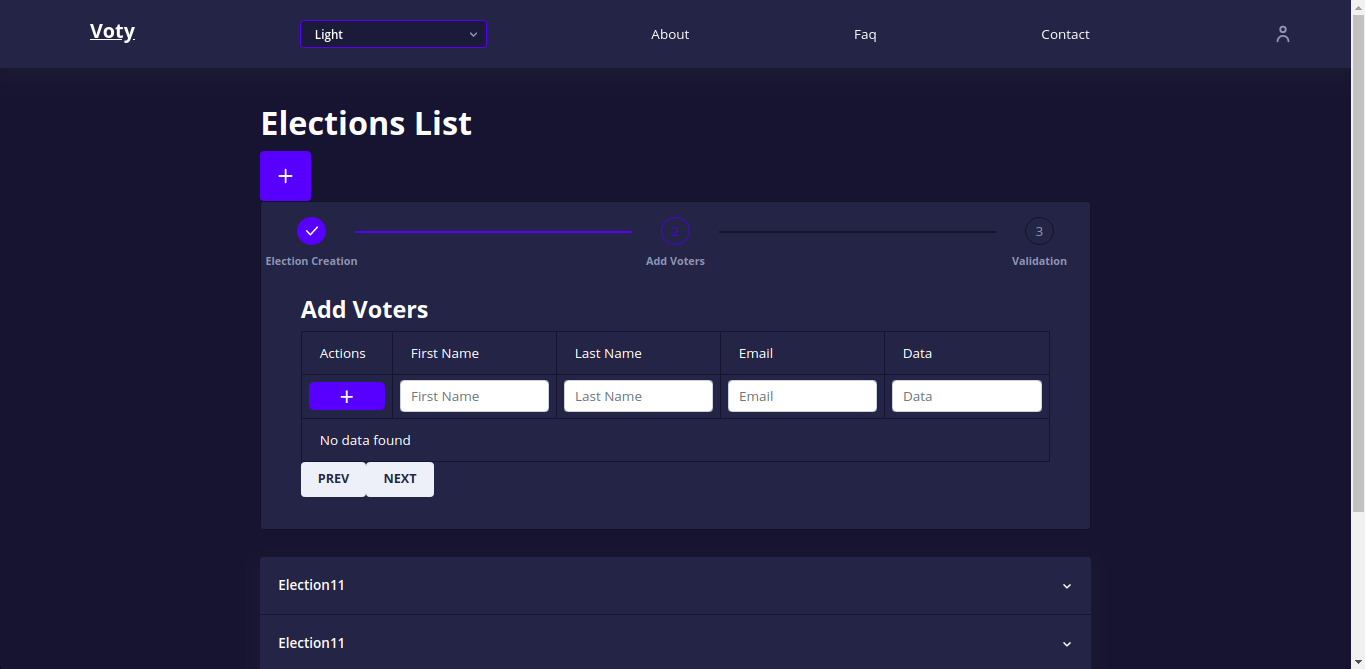 Voty
Light
About
Faq
Contact
Elections List
+
2
3
Election Creation
Add Voters
Validation
Add Voters
Actions First Name Last Name Email Data
+ First Name Last Name Email Data
No data found
PREV NEXT
Election11
Election11